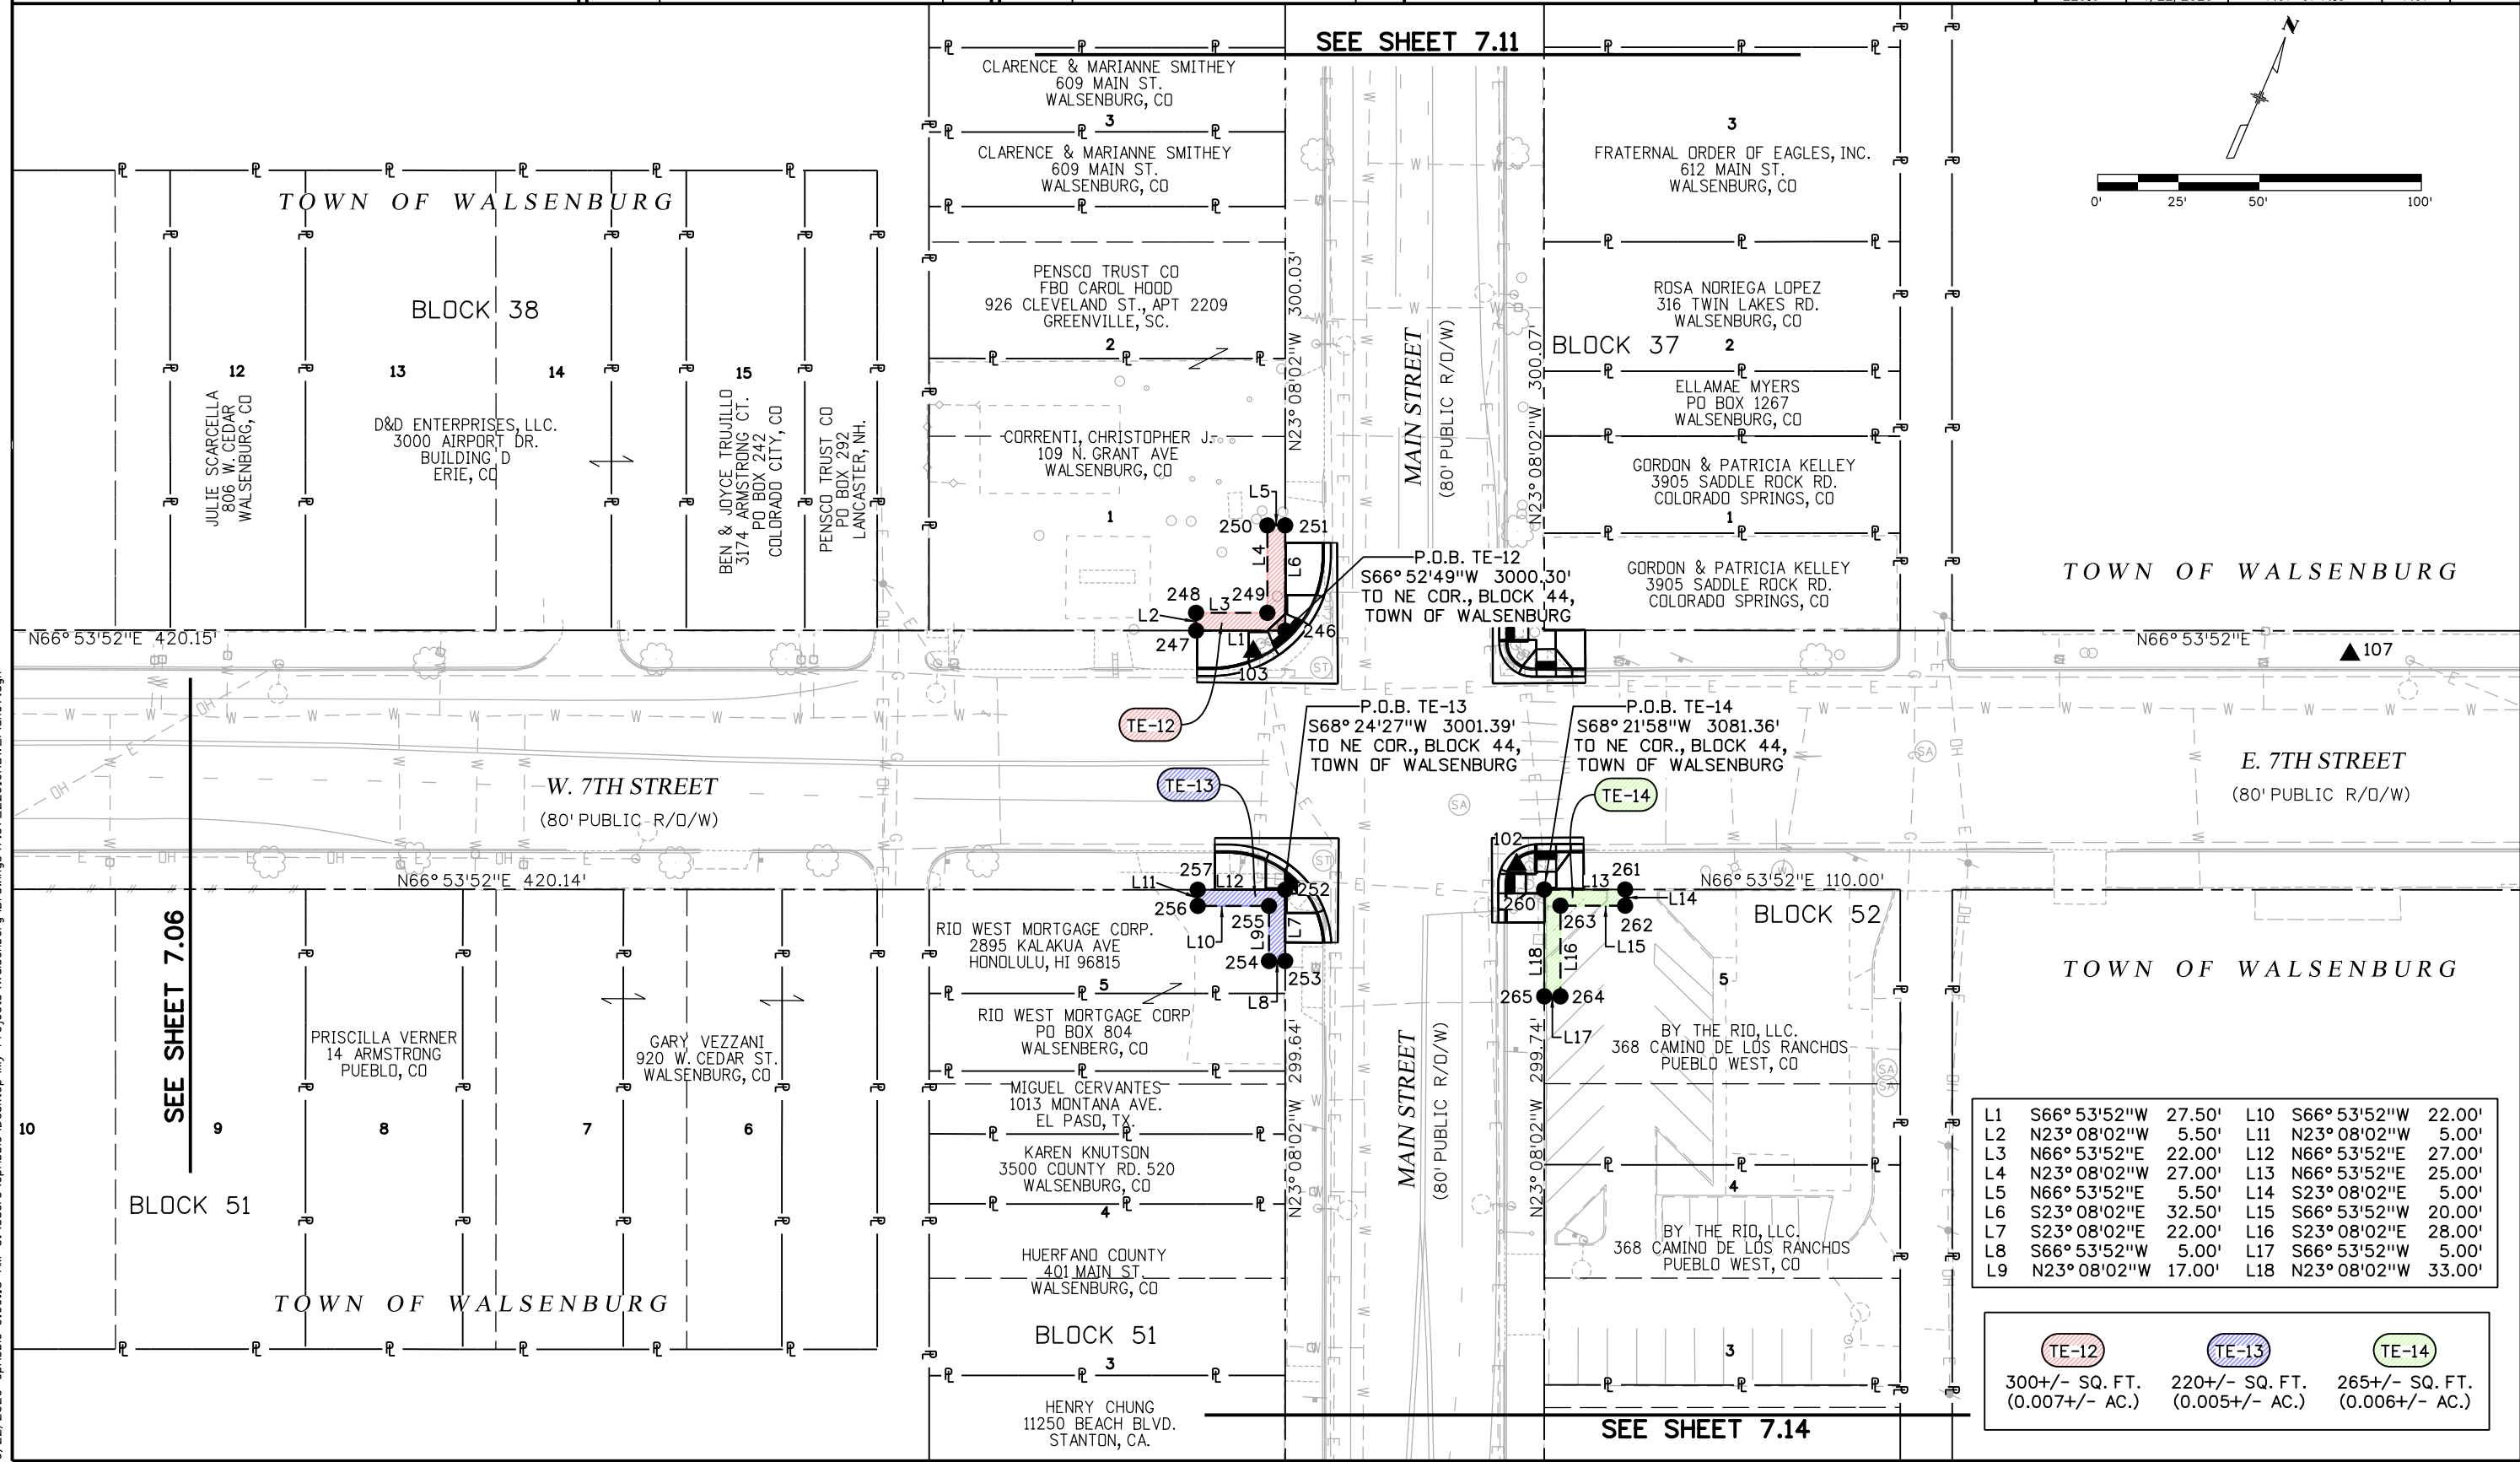 SEE SHEET 7.11
N
0' 25' 50' 100'
CLARENCE & MARIANNE SMITHEY
609 MAIN ST.
WALSENBURG, CO
3
CLARENCE & MARIANNE SMITHEY
609 MAIN ST.
WALSENBURG, CO
3
FRATERNAL ORDER OF EAGLES, INC.
612 MAIN ST.
WALSENBURG, CO
TOWN OF WALSENBURG
BLOCK 38
12
13
14
15
JULIE SCARCELLA
806 W. CEDAR
WALSENBURG, CO
D&D ENTERPRISES, LLC.
3000 AIRPORT DR.
BUILDING D
ERIE, CO
BEN & JOYCE TRUJILLO
3174 ARMSTRONG CT.
PO BOX 242
COLORADO CITY, CO
PENSCO TRUST CO
PO BOX 292
LANCASTER, NH.
PENSCO TRUST CO
FBO CAROL HOOD
926 CLEVELAND ST., APT 2209
GREENVILLE, SC.
2
CORRENTI, CHRISTOPHER J.
109 N. GRANT AVE
WALSENBURG, CO
1
N23°08'02"W 300.03'
MAIN STREET
(80' PUBLIC R/O/W)
N23°08'02"W 300.07'
ROSA NORIEGA LOPEZ
316 TWIN LAKES RD.
WALSENBURG, CO
BLOCK 37
2
ELLAMAE MYERS
PO BOX 1267
WALSENBURG, CO
GORDON & PATRICIA KELLEY
3905 SADDLE ROCK RD.
COLORADO SPRINGS, CO
1
GORDON & PATRICIA KELLEY
3905 SADDLE ROCK RD.
COLORADO SPRINGS, CO
TOWN OF WALSENBURG
L5
250
251
L4
L6
248
L3
249
L2
247
L1
246
103
P.O.B. TE-12
S66°52'49"W 3000.30'
TO NE COR., BLOCK 44,
TOWN OF WALSENBURG
N66°53'52"E 420.15'
N66°53'52"E
107
TE-12
P.O.B. TE-13
S68°24'27"W 3001.39'
TO NE COR., BLOCK 44,
TOWN OF WALSENBURG
P.O.B. TE-14
S68°21'58"W 3081.36'
TO NE COR., BLOCK 44,
TOWN OF WALSENBURG
TE-13
TE-14
W. 7TH STREET
(80' PUBLIC R/O/W)
E. 7TH STREET
(80' PUBLIC R/O/W)
ST
SA
SA
ST
102
N66°53'52"E 420.14'
257
L11
L12
252
256
255
L10
L9
L7
254
253
L8
260
L13
261
L14
263
262
L15
L18
L16
265
264
L17
N66°53'52"E 110.00'
BLOCK 52
TOWN OF WALSENBURG
SEE SHEET 7.06
RIO WEST MORTGAGE CORP.
2895 KALAKUA AVE
HONOLULU, HI 96815
5
RIO WEST MORTGAGE CORP
PO BOX 804
WALSENBERG, CO
MIGUEL CERVANTES
1013 MONTANA AVE.
EL PASO, TX.
KAREN KNUTSON
3500 COUNTY RD. 520
WALSENBURG, CO
4
HUERFANO COUNTY
401 MAIN ST.
WALSENBURG, CO
BLOCK 51
3
HENRY CHUNG
11250 BEACH BLVD.
STANTON, CA.
PRISCILLA VERNER
14 ARMSTRONG
PUEBLO, CO
GARY VEZZANI
920 W. CEDAR ST.
WALSENBURG, CO
10
9
8
7
6
BLOCK 51
TOWN OF WALSENBURG
N23°08'02"W 299.64'
MAIN STREET
(80' PUBLIC R/O/W)
N23°08'02"W 299.74'
5
BY THE RIO, LLC.
368 CAMINO DE LOS RANCHOS
PUEBLO WEST, CO
SA
SA
4
BY THE RIO, LLC.
368 CAMINO DE LOS RANCHOS
PUEBLO WEST, CO
3
SEE SHEET 7.14
L1 S66°53'52"W 27.50' L10 S66°53'52"W 22.00'
L2 N23°08'02"W 5.50' L11 N23°08'02"W 5.00'
L3 N66°53'52"E 22.00' L12 N66°53'52"E 27.00'
L4 N23°08'02"W 27.00' L13 N66°53'52"E 25.00'
L5 N66°53'52"E 5.50' L14 S23°08'02"E 5.00'
L6 S23°08'02"E 32.50' L15 S66°53'52"W 20.00'
L7 S23°08'02"E 22.00' L16 S23°08'02"E 28.00'
L8 S66°53'52"W 5.00' L17 S66°53'52"W 5.00'
L9 N23°08'02"W 17.00' L18 N23°08'02"W 33.00'
TE-12 TE-13 TE-14
300+/- SQ. FT. 220+/- SQ. FT. 265+/- SQ. FT.
(0.007+/- AC.) (0.005+/- AC.) (0.006+/- AC.)